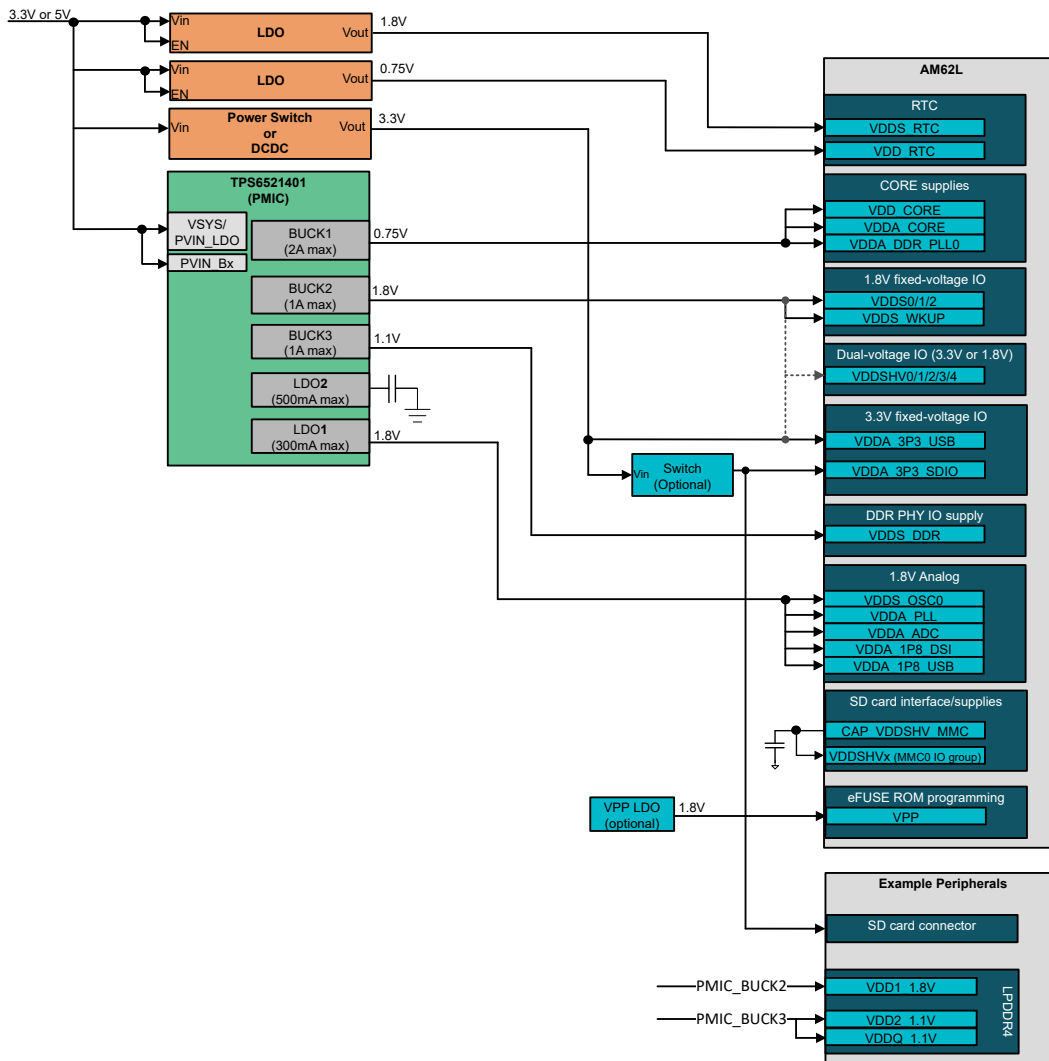 3.3V or 5V
Vin
EN
LDO
Vout
1.8V
Vin
EN
LDO
Vout
0.75V
Vin
Power Switch
or
DCDC
Vout
3.3V
TPS6521401
(PMIC)
VSYS/
PVIN_LDO
PVIN_Bx
BUCK1
(2A max)
0.75V
BUCK2
(1A max)
1.8V
BUCK3
(1A max)
1.1V
LDO2
(500mA max)
LDO1
(300mA max)
1.8V
Vin
Switch
(Optional)
VPP LDO
(optional)
1.8V
AM62L
RTC
VDDS_RTC
VDD_RTC
CORE supplies
VDD_CORE
VDDA_CORE
VDDA_DDR_PLL0
1.8V fixed-voltage IO
VDDS0/1/2
VDDS_WKUP
Dual-voltage IO (3.3V or 1.8V)
VDDSHV0/1/2/3/4
3.3V fixed-voltage IO
VDDA_3P3_USB
VDDA_3P3_SDIO
DDR PHY IO supply
VDDS_DDR
1.8V Analog
VDDS_OSC0
VDDA_PLL
VDDA_ADC
VDDA_1P8_DSI
VDDA_1P8_USB
SD card interface/supplies
CAP_VDDSHV_MMC
VDDSHVx (MMC0 IO group)
eFUSE ROM programming
VPP
Example Peripherals
SD card connector
PMIC_BUCK2
VDD1_1.8V
PMIC_BUCK3
VDD2_1.1V
VDDQ_1.1V
LPDDR4